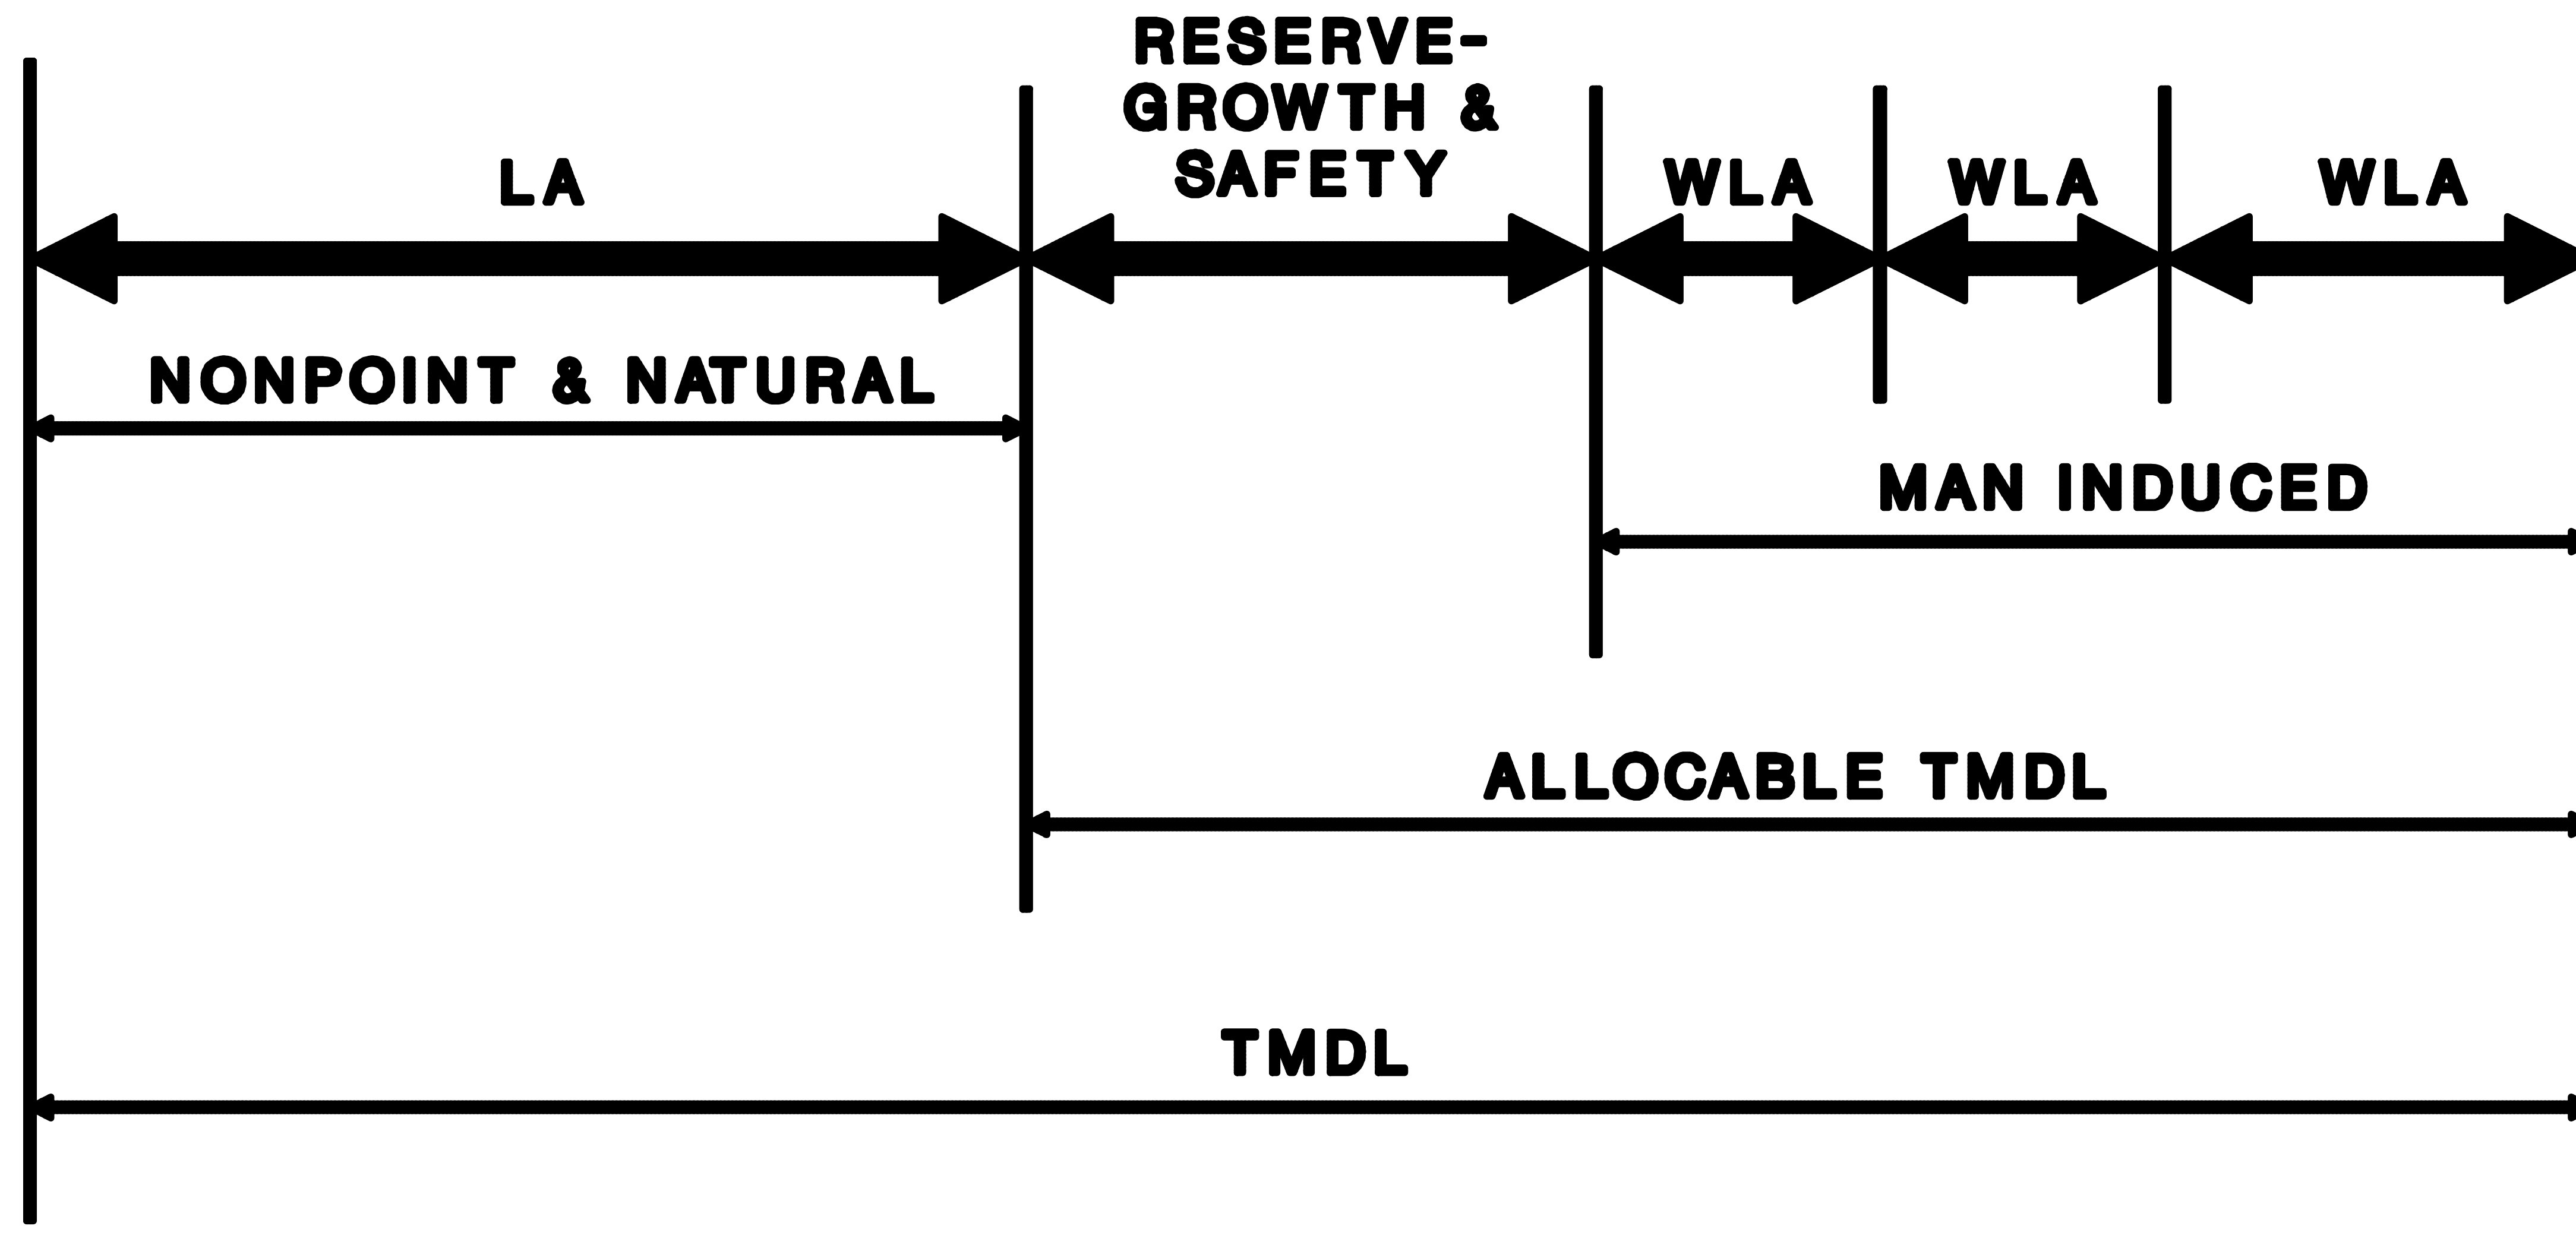 RESERVE-
GROWTH &
SAFETY
LA
WLA
WLA
WLA
NONPOINT & NATURAL
MAN INDUCED
ALLOCABLE TMDL
TMDL